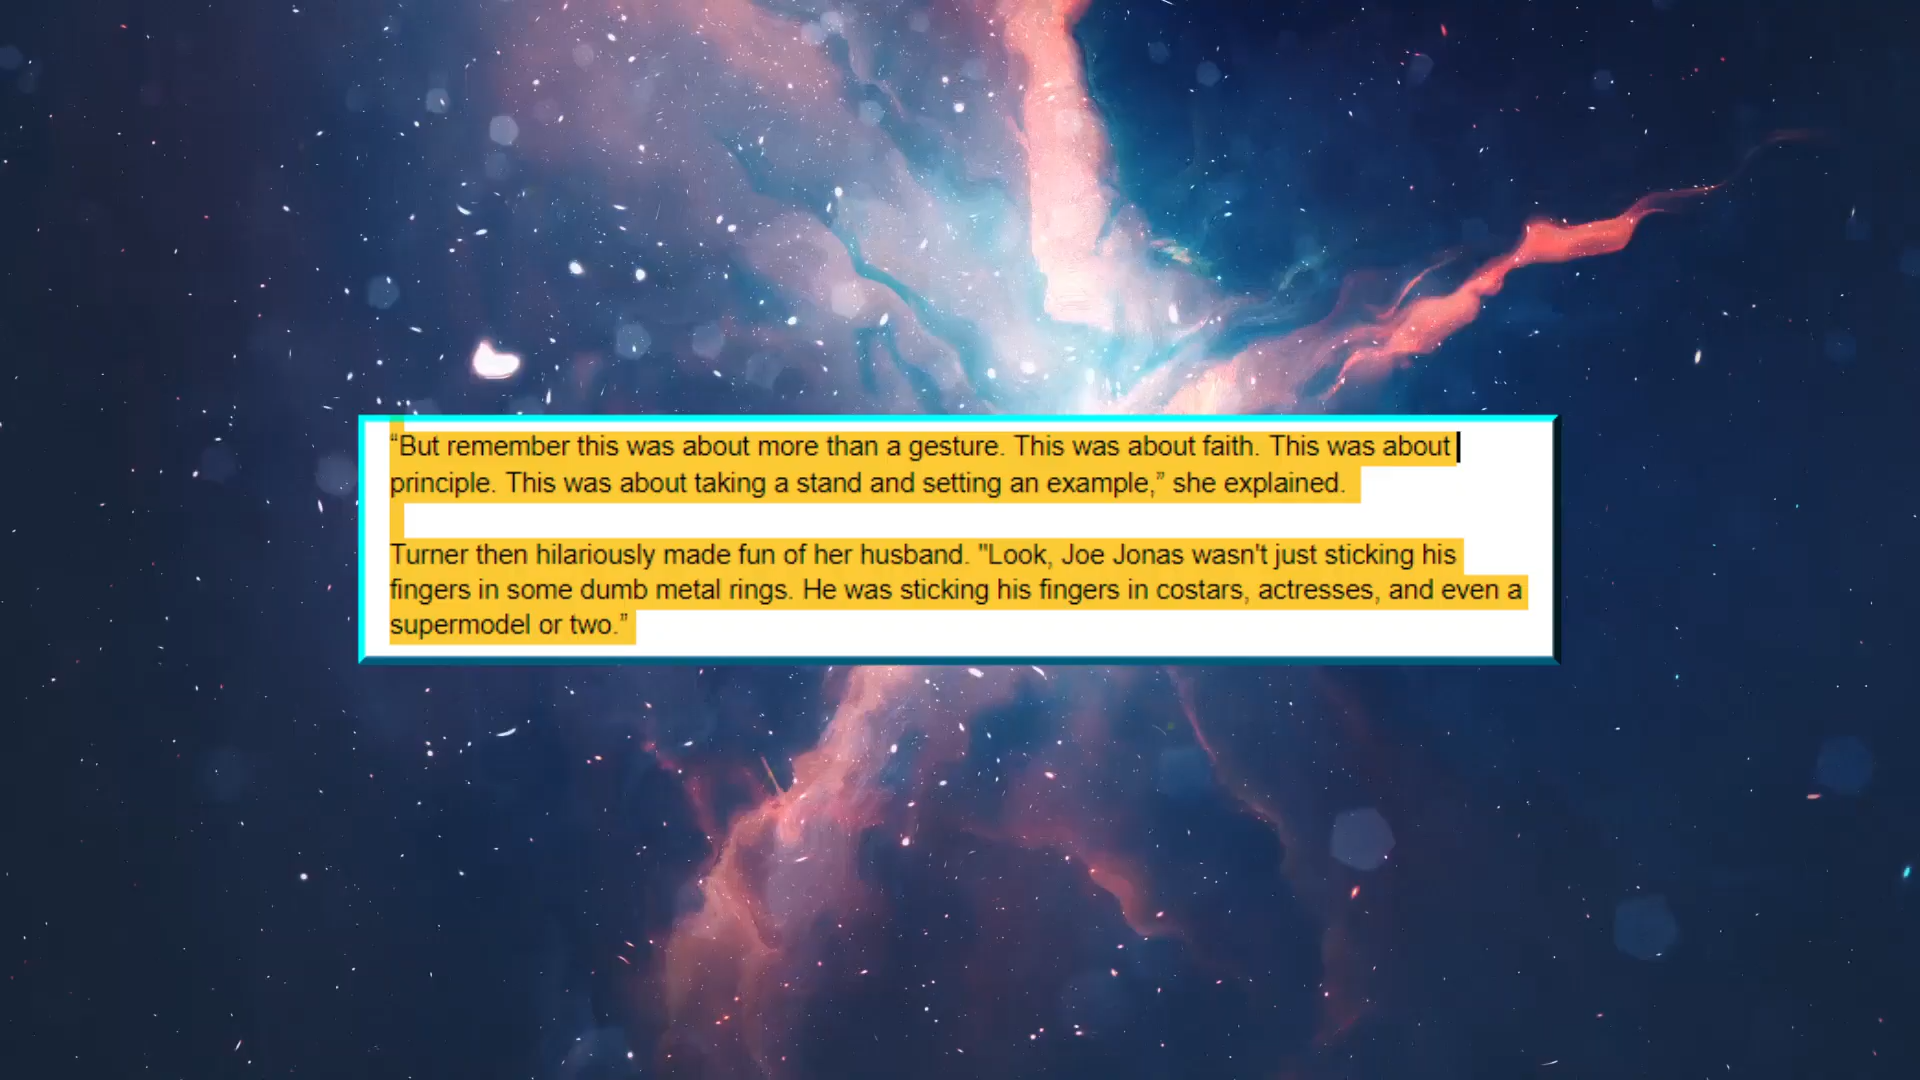 “But remember this was about more than a gesture. This was about faith. This was about
principle. This was about taking a stand and setting an example,” she explained.
Turner then hilariously made fun of her husband. "Look, Joe Jonas wasn't just sticking his
fingers in some dumb metal rings. He was sticking his fingers in costars, actresses, and even a
supermodel or two.”